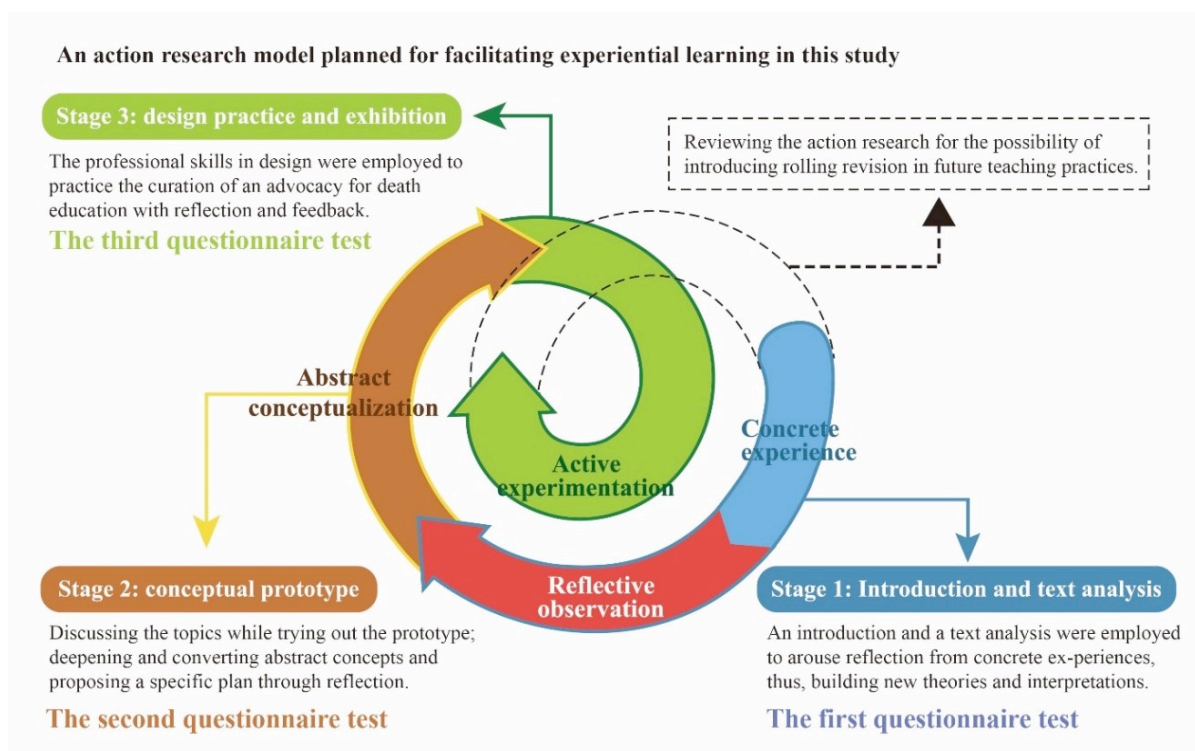 An action research model planned for facilitating experiential learning in this study
Stage 3: design practice and exhibition
The professional skills in design were employed to
practice the curation of an advocacy for death
education with reflection and feedback.
The third questionnaire test
Reviewing the action research for the possibility of
introducing rolling revision in future teaching practices.
Abstract
conceptualization
Concrete
experience
Active
experimentation
Reflective
observation
Stage 2: conceptual prototype
Discussing the topics while trying out the prototype;
deepening and converting abstract concepts and
proposing a specific plan through reflection.
The second questionnaire test
Stage 1: Introduction and text analysis
An introduction and a text analysis were employed
to arouse reflection from concrete ex-periences,
thus, building new theories and interpretations.
The first questionnaire test